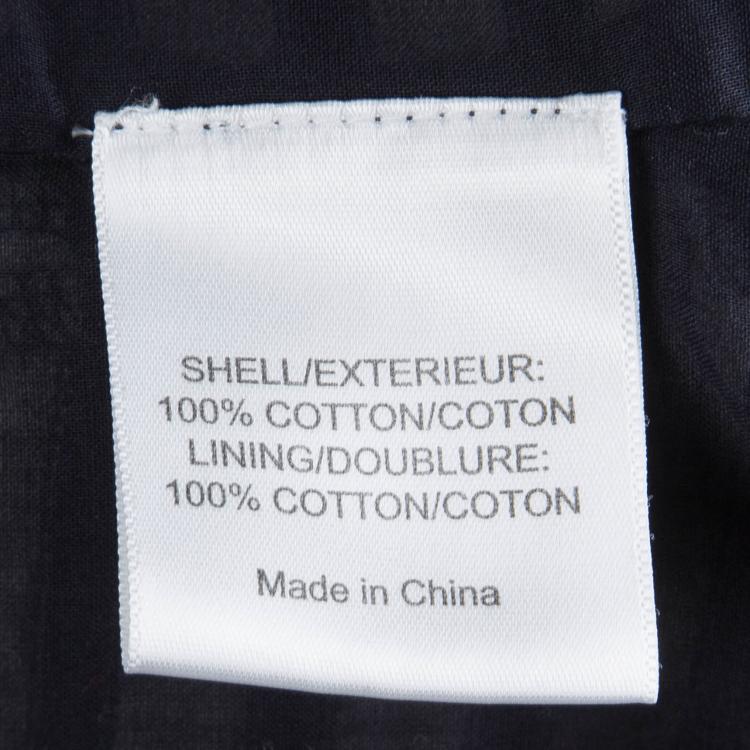 SHELL/EXTERIEUR:
100% COTTON/COTON
LINING/DOUBLURE:
100% COTTON/COTON
Made in China